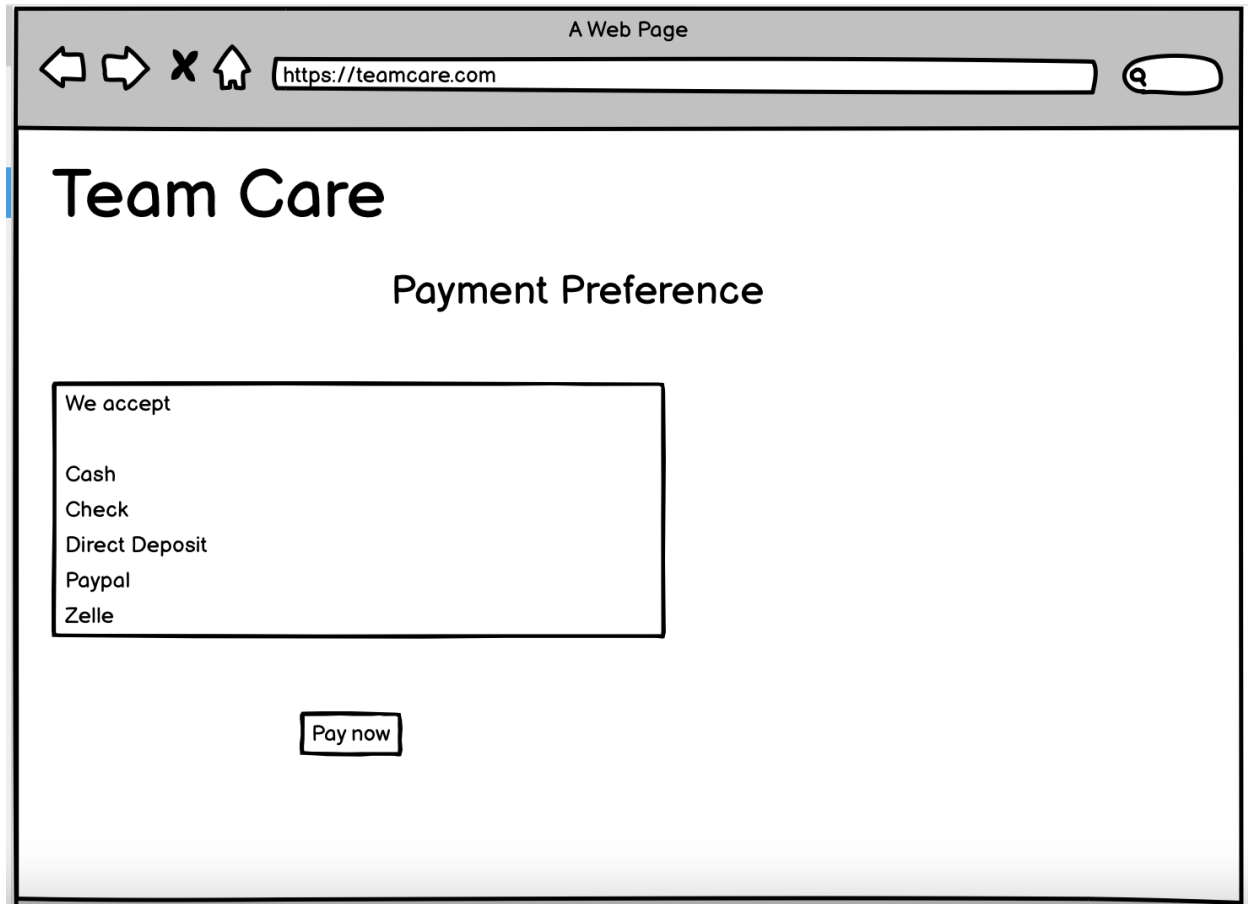 A Web Page
https://teamcare.com
Team Care
Payment Preference
We accept
Cash
Check
Direct Deposit
Paypal
Zelle
Pay now